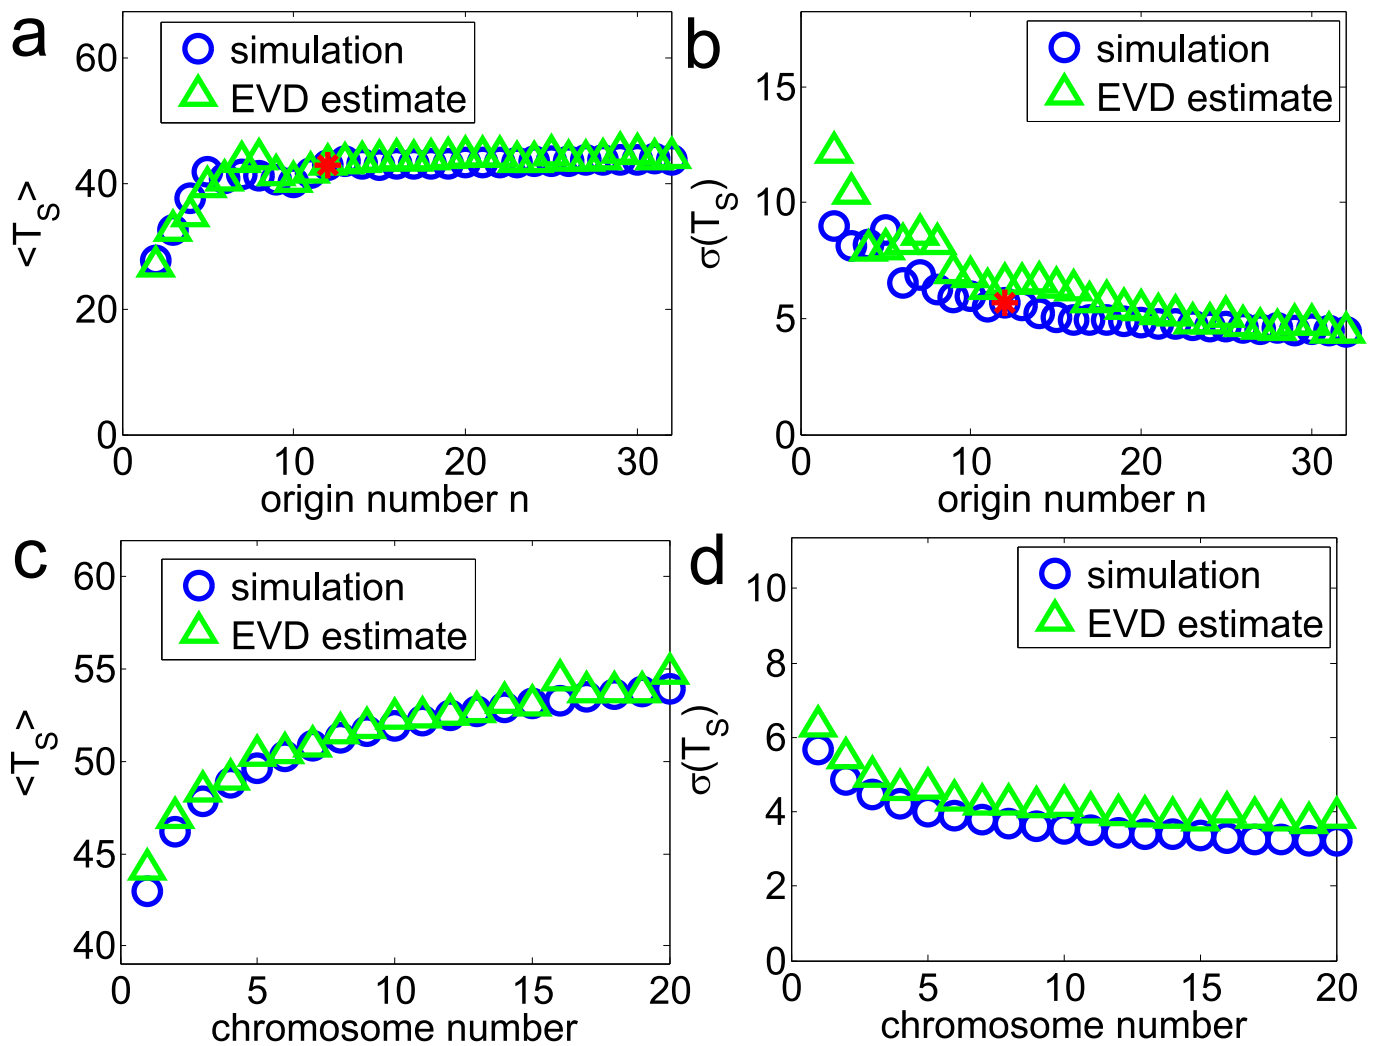 a
simulation
EVD estimate
60
40
20
0
<T_S>
0 10 20 30
origin number n
b
simulation
EVD estimate
15
10
5
0
σ(T_S)
0 10 20 30
origin number n
c
simulation
EVD estimate
60
55
50
45
40
<T_S>
0 5 10 15 20
chromosome number
d
simulation
EVD estimate
10
8
6
4
2
0
σ(T_S)
0 5 10 15 20
chromosome number